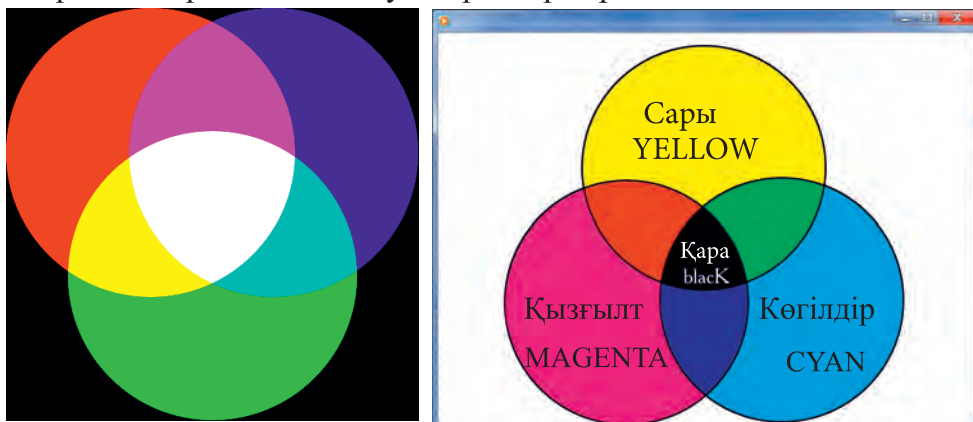 Сары
YELLOW
Қара
blacK
Қызғылт
Көгілдір
MAGENTA
CYAN